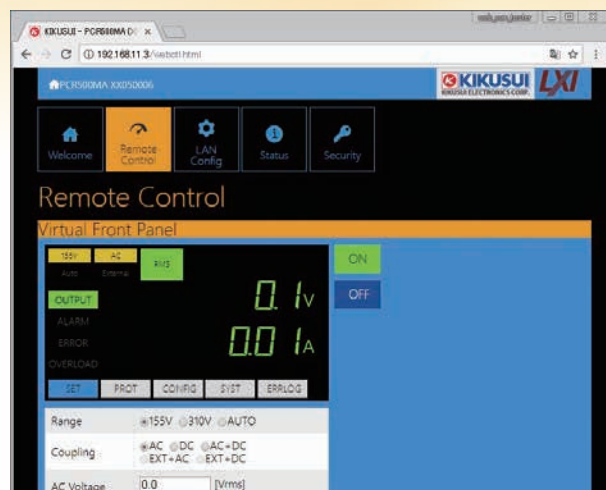 KIKUSUI - PCR500MA D
192.168.11.3/webctl.html
PCR500MA XX050006
KIKUSUI LXI
KIKUSUI ELECTRONICS CORP.
Welcome
Remote Control
LAN Config
Status
Security
Remote Control
Virtual Front Panel
155V AC RMS ON
Auto External
OUTPUT 0.1V OFF
ALARM
ERROR 0.01A
OVERLOAD
SET PROT CONFIG SYST ERRLOG
Range 155V 310V AUTO
Coupling AC DC AC+DC
EXT+AC EXT+DC
AC Voltage 0.0 [Vrms]